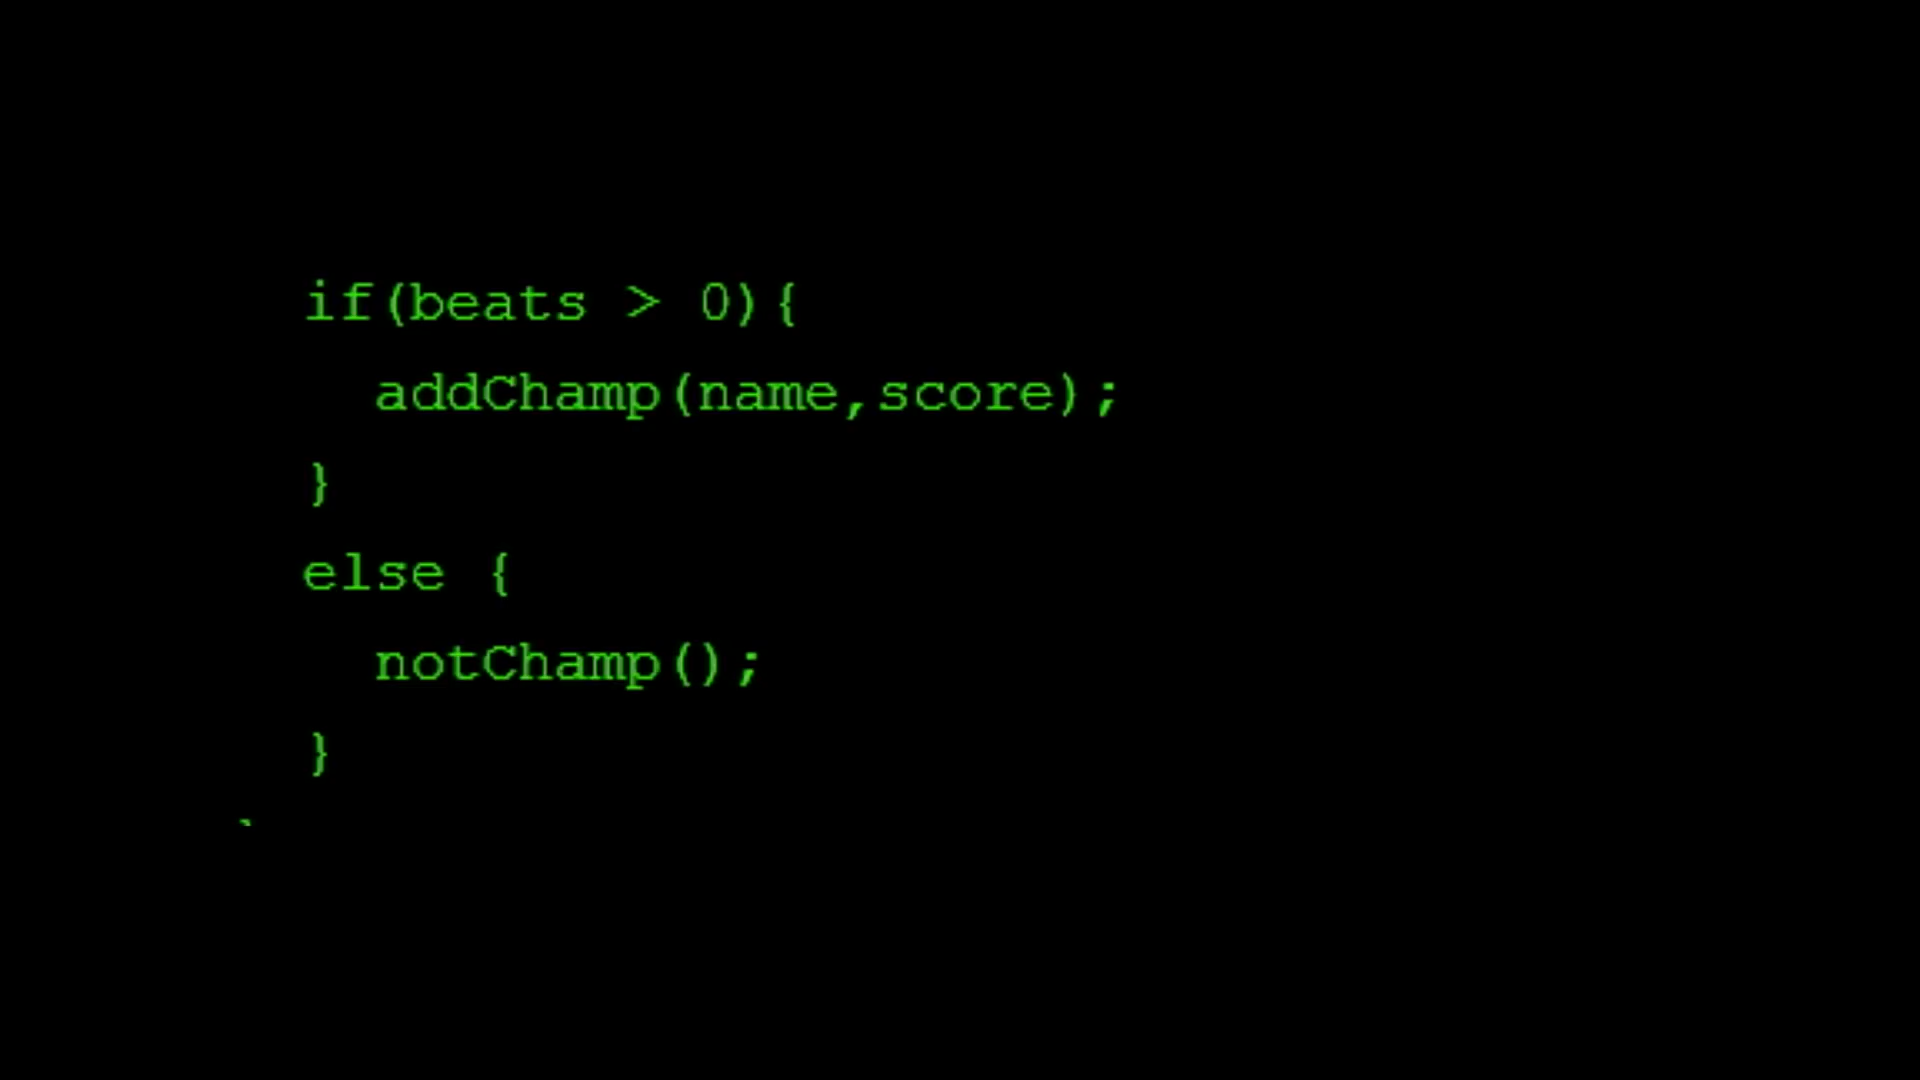 if(beats > 0){
addChamp(name,score);
}
else {
notChamp();
}